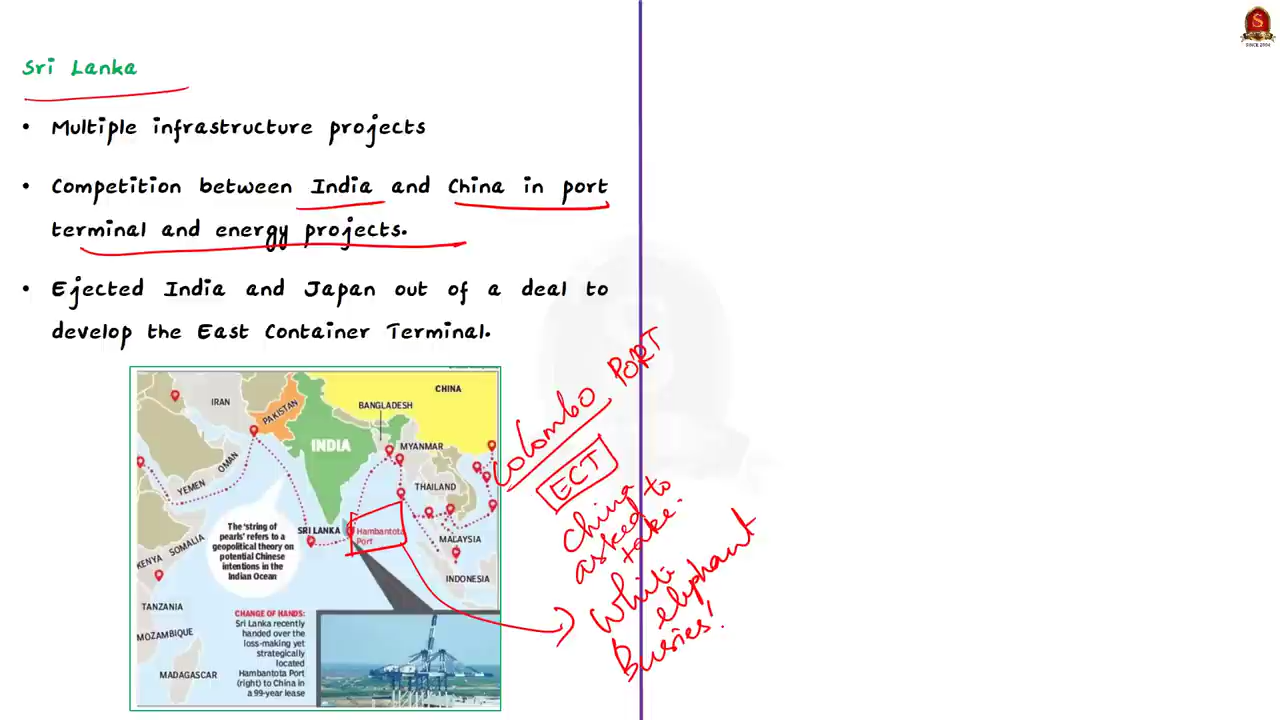 Sri Lanka
• Multiple infrastructure projects
• Competition between India and China in port
terminal and energy projects.
• Ejected India and Japan out of a deal to
develop the East Container Terminal.
CHINA
IRAN
PAKISTAN
BANGLADESH
INDIA
MYANMAR
OMAN
YEMEN
THAILAND
The 'string of
pearls' refers to a
geopolitical theory on
potential Chinese
intentions in the
Indian Ocean
SRI LANKA
Hambantota
Port
MALAYSIA
SOMALIA
KENYA
INDONESIA
TANZANIA
MOZAMBIQUE
MADAGASCAR
CHANGE OF HANDS:
Sri Lanka recently
handed over the
loss-making yet
strategically
located
Hambantota Port
(right) to China in
a 99-year lease
Colombo PORT
ECT
China
asked to
take.
White
elephant
S
SINCE 2004